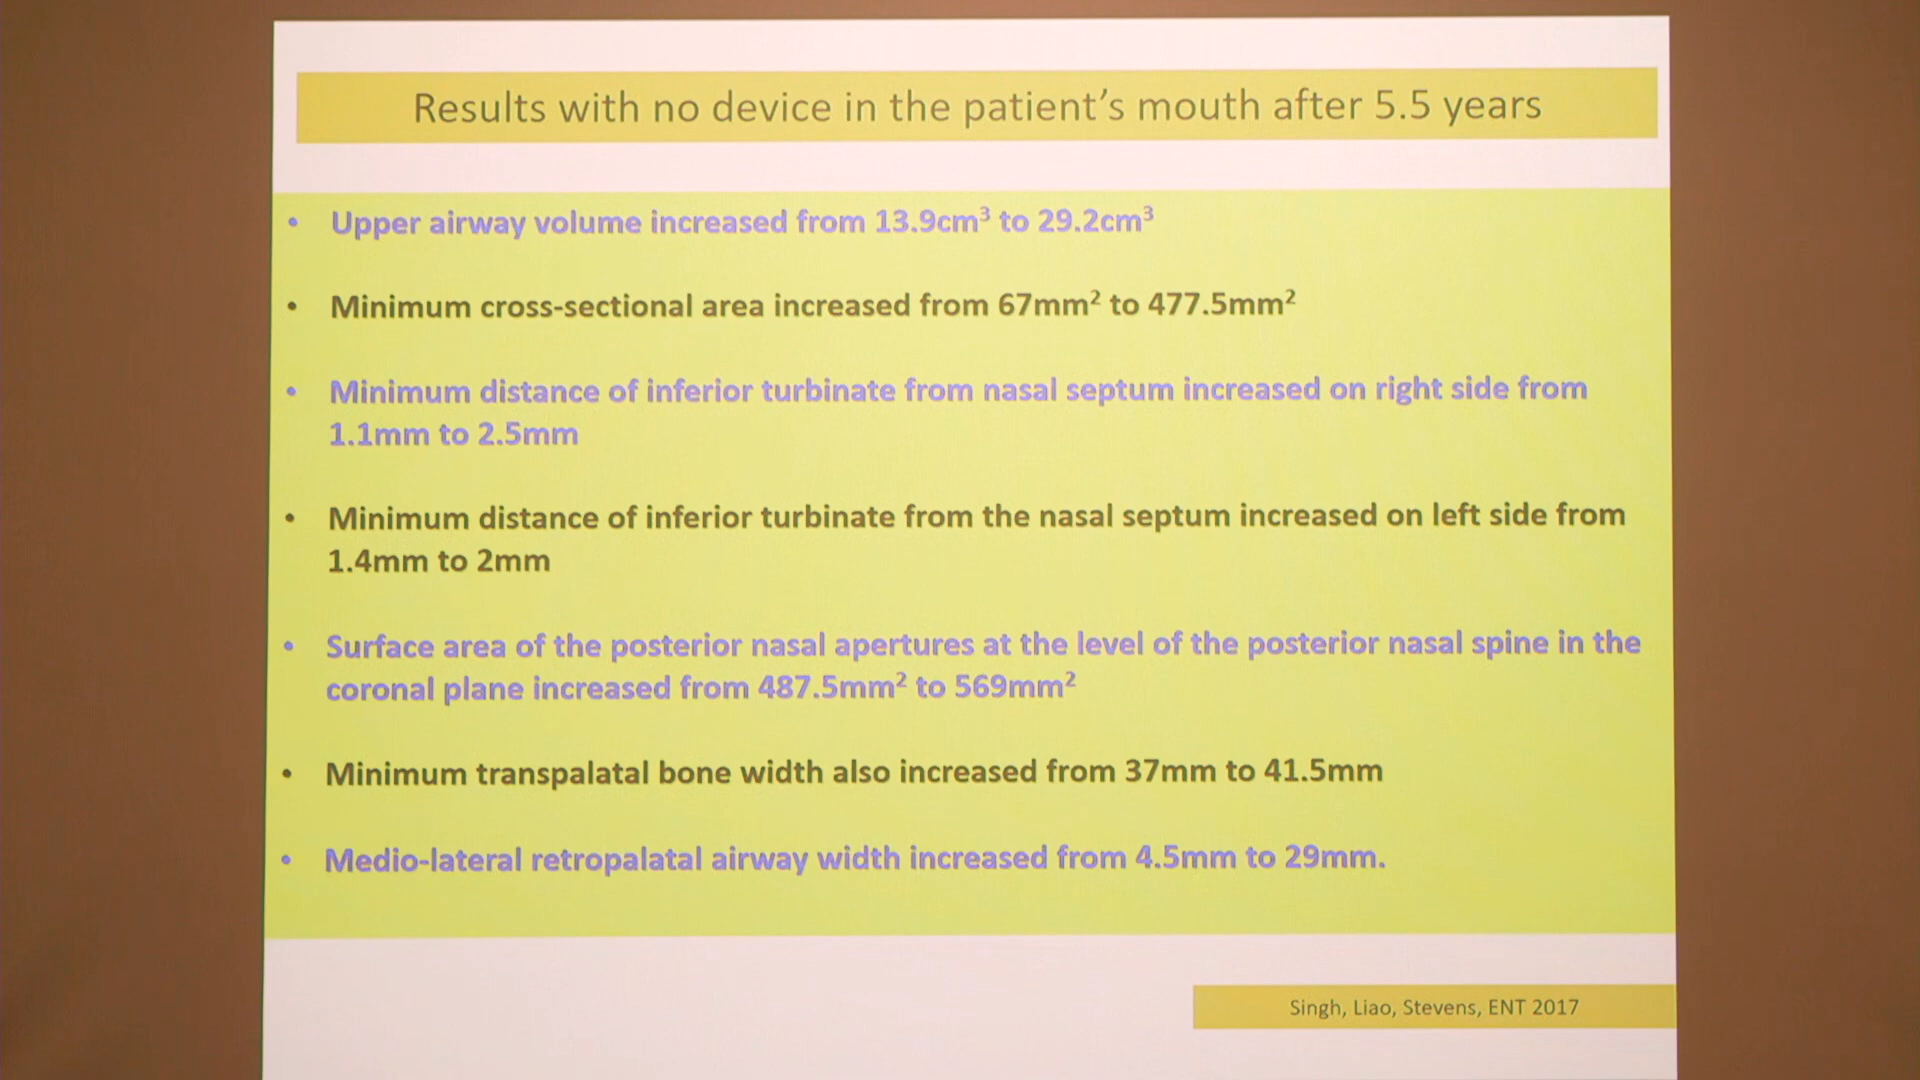 Results with no device in the patient’s mouth after 5.5 years
• Upper airway volume increased from 13.9cm³ to 29.2cm³
• Minimum cross-sectional area increased from 67mm² to 477.5mm²
• Minimum distance of inferior turbinate from nasal septum increased on right side from
1.1mm to 2.5mm
• Minimum distance of inferior turbinate from the nasal septum increased on left side from
1.4mm to 2mm
• Surface area of the posterior nasal apertures at the level of the posterior nasal spine in the
coronal plane increased from 487.5mm² to 569mm²
• Minimum transpalatal bone width also increased from 37mm to 41.5mm
• Medio-lateral retropalatal airway width increased from 4.5mm to 29mm.
Singh, Liao, Stevens, ENT 2017